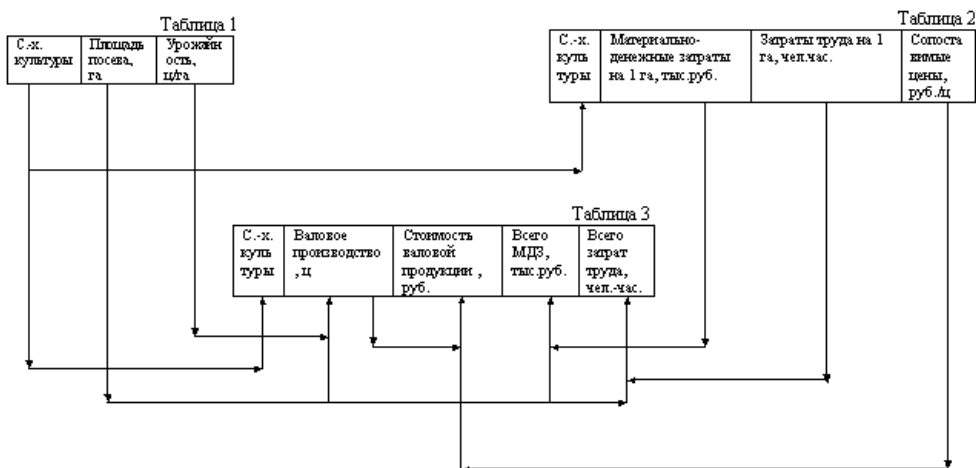 Таблица 1
С.-х.
культуры
Площадь
посева,
га
Урожайн
ость,
ц/га
Таблица 2
С.-х.
куль
туры
Материально-
денежные затраты
на 1 га, тыс.руб.
Затраты труда на 1
га, чел.час.
Сопоста
вимые
цены,
руб./ц
Таблица 3
С.-х.
куль
туры
Валовое
производство
, ц
Стоимость
валовой
продукции ,
руб.
Всего
МДЗ,
тыс.руб.
Всего
затрат
труда,
чел.-час.